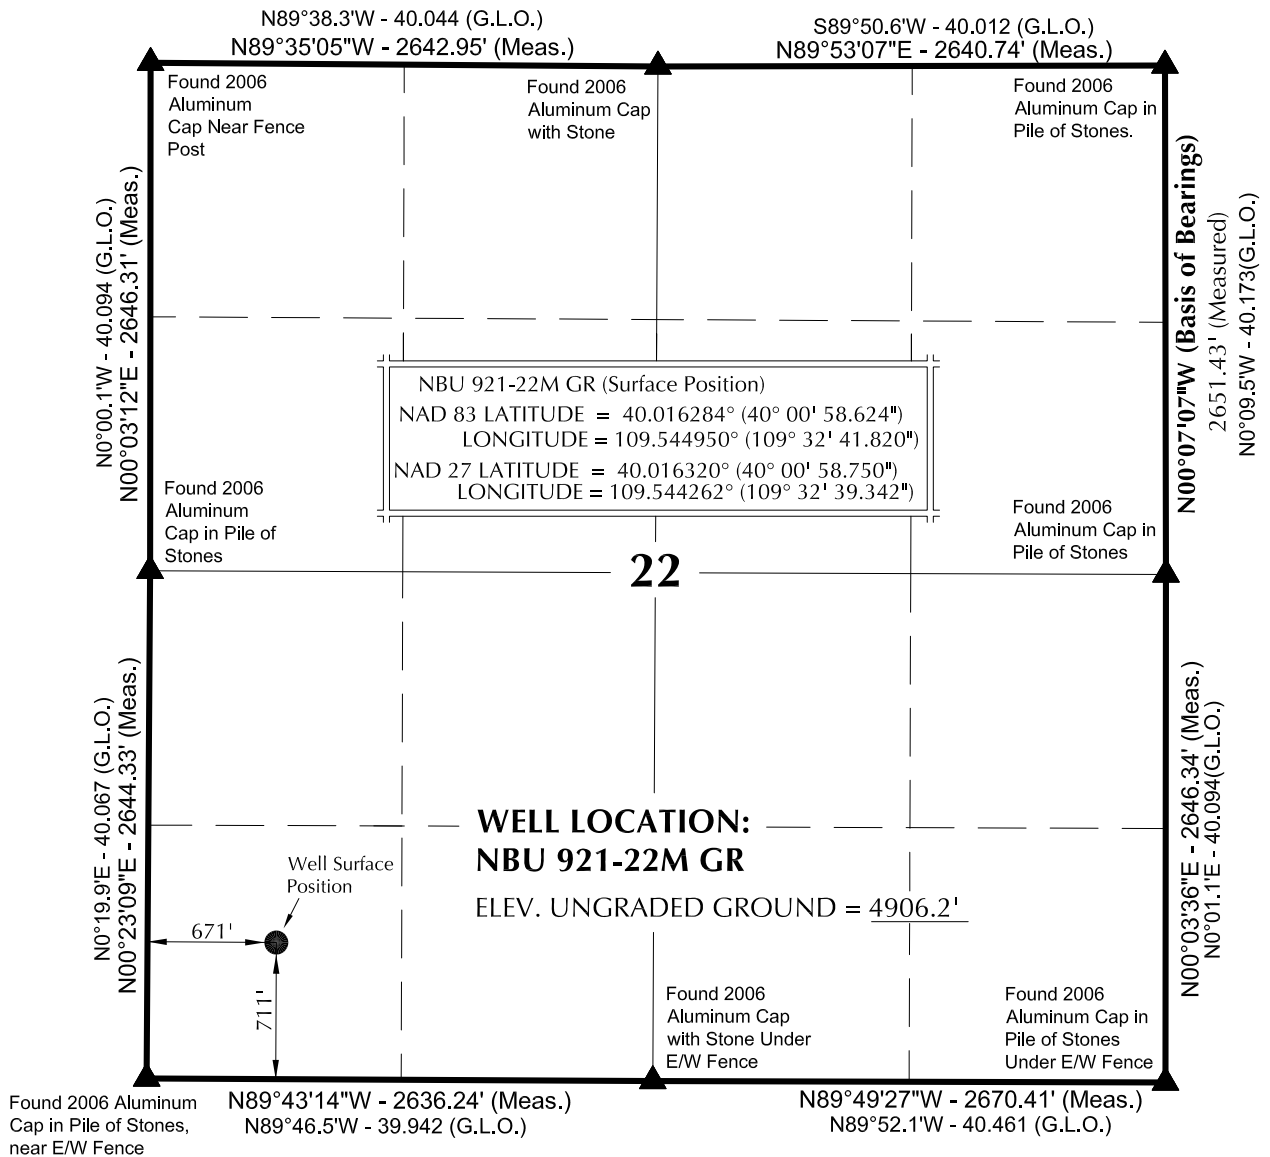 N89°38.3'W - 40.044 (G.L.O.)
N89°35'05"W - 2642.95' (Meas.)
S89°50.6'W - 40.012 (G.L.O.)
N89°53'07"E - 2640.74' (Meas.)
Found 2006
Aluminum
Cap Near Fence
Post
Found 2006
Aluminum Cap
with Stone
Found 2006
Aluminum Cap in
Pile of Stones.
N0°00.1'W - 40.094 (G.L.O.)
N00°03'12"E - 2646.31' (Meas.)
N00°07'07"W (Basis of Bearings)
2651.43' (Measured)
N0°09.5'W - 40.173(G.L.O.)
NBU 921-22M GR (Surface Position)
NAD 83 LATITUDE = 40.016284° (40° 00' 58.624")
LONGITUDE = 109.544950° (109° 32' 41.820")
NAD 27 LATITUDE = 40.016320° (40° 00' 58.750")
LONGITUDE = 109.544262° (109° 32' 39.342")
Found 2006
Aluminum
Cap in Pile of
Stones
Found 2006
Aluminum Cap in
Pile of Stones
22
N0°19.9'E - 40.067 (G.L.O.)
N00°23'09"E - 2644.33' (Meas.)
N00°03'36"E - 2646.34' (Meas.)
N0°01.1'E - 40.094(G.L.O.)
WELL LOCATION:
NBU 921-22M GR
ELEV. UNGRADED GROUND = 4906.2'
Well Surface
Position
671'
711'
Found 2006
Aluminum Cap
with Stone Under
E/W Fence
Found 2006
Aluminum Cap in
Pile of Stones
Under E/W Fence
Found 2006 Aluminum
Cap in Pile of Stones,
near E/W Fence
N89°43'14"W - 2636.24' (Meas.)
N89°46.5'W - 39.942 (G.L.O.)
N89°49'27"W - 2670.41' (Meas.)
N89°52.1'W - 40.461 (G.L.O.)